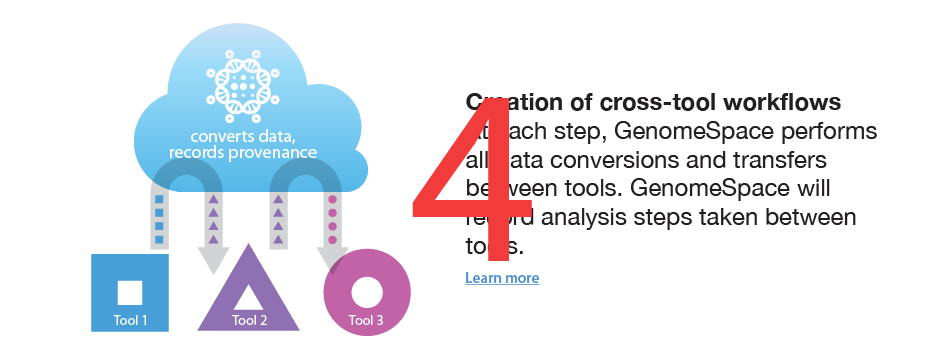 converts data,
records provenance
Tool 1
Tool 2
Tool 3
4
Creation of cross-tool workflows
At each step, GenomeSpace performs
all data conversions and transfers
between tools. GenomeSpace will
record analysis steps taken between
tools.
Learn more